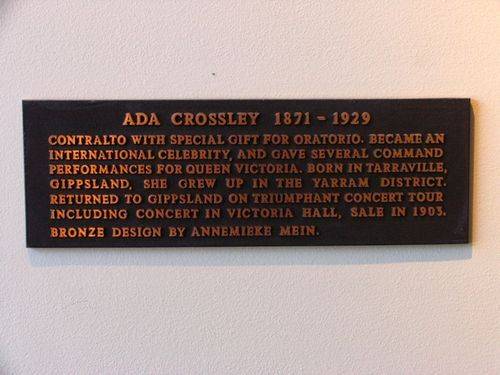 ADA CROSSLEY 1871 - 1929
CONTRALTO WITH SPECIAL GIFT FOR ORATORIO. BECAME AN
INTERNATIONAL CELEBRITY, AND GAVE SEVERAL COMMAND
PERFORMANCES FOR QUEEN VICTORIA. BORN IN TARRAVILLE,
GIPPSLAND, SHE GREW UP IN THE YARRAM DISTRICT.
RETURNED TO GIPPSLAND ON TRIUMPHANT CONCERT TOUR
INCLUDING CONCERT IN VICTORIA HALL, SALE IN 1903.
BRONZE DESIGN BY ANNEMIEKE MEIN.